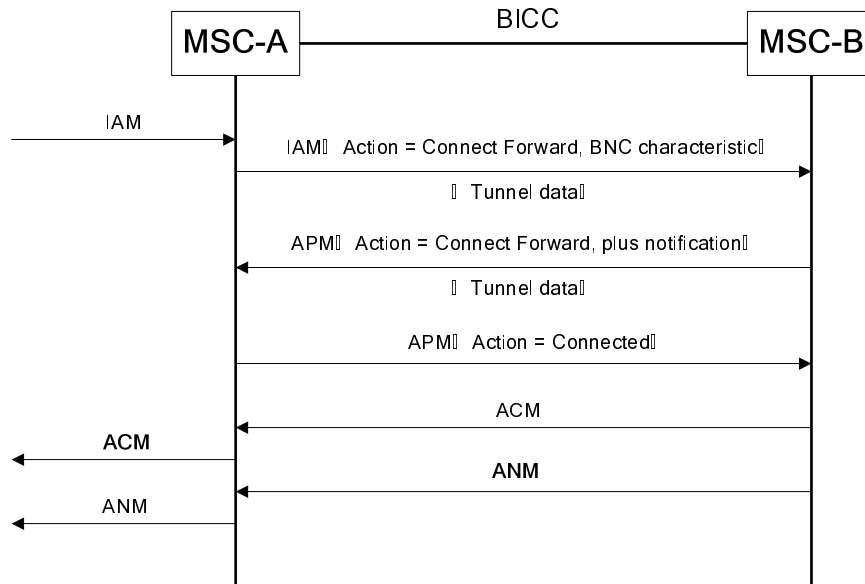 BICC
MSC-A
MSC-B
IAM
IAM Action = Connect Forward, BNC characteristic
Tunnel data
APM Action = Connect Forward, plus notification
Tunnel data
APM Action = Connected
ACM
ACM
ANM
ANM